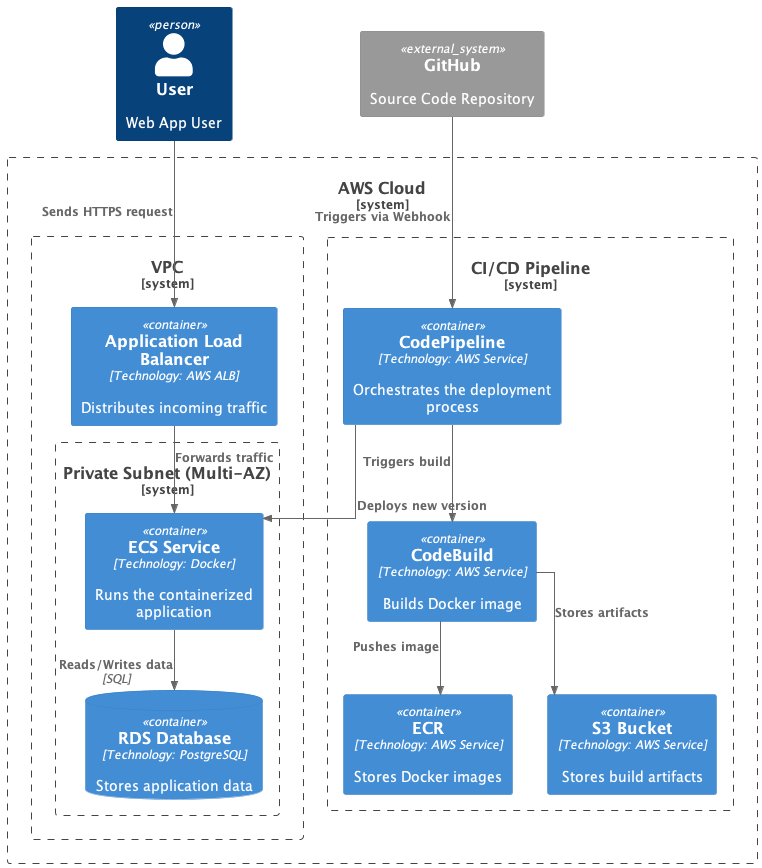 «person»
User
Web App User
«external_system»
GitHub
Source Code Repository
AWS Cloud
[system]
Sends HTTPS request
Triggers via Webhook
VPC
[system]
CI/CD Pipeline
[system]
«container»
Application Load
Balancer
[Technology: AWS ALB]
Distributes incoming traffic
«container»
CodePipeline
[Technology: AWS Service]
Orchestrates the deployment
process
Forwards traffic
Triggers build
Private Subnet (Multi-AZ)
[system]
Deploys new version
«container»
ECS Service
[Technology: Docker]
Runs the containerized
application
«container»
CodeBuild
[Technology: AWS Service]
Builds Docker image
Stores artifacts
Pushes image
Reads/Writes data
[SQL]
«container»
RDS Database
[Technology: PostgreSQL]
Stores application data
«container»
ECR
[Technology: AWS Service]
Stores Docker images
«container»
S3 Bucket
[Technology: AWS Service]
Stores build artifacts